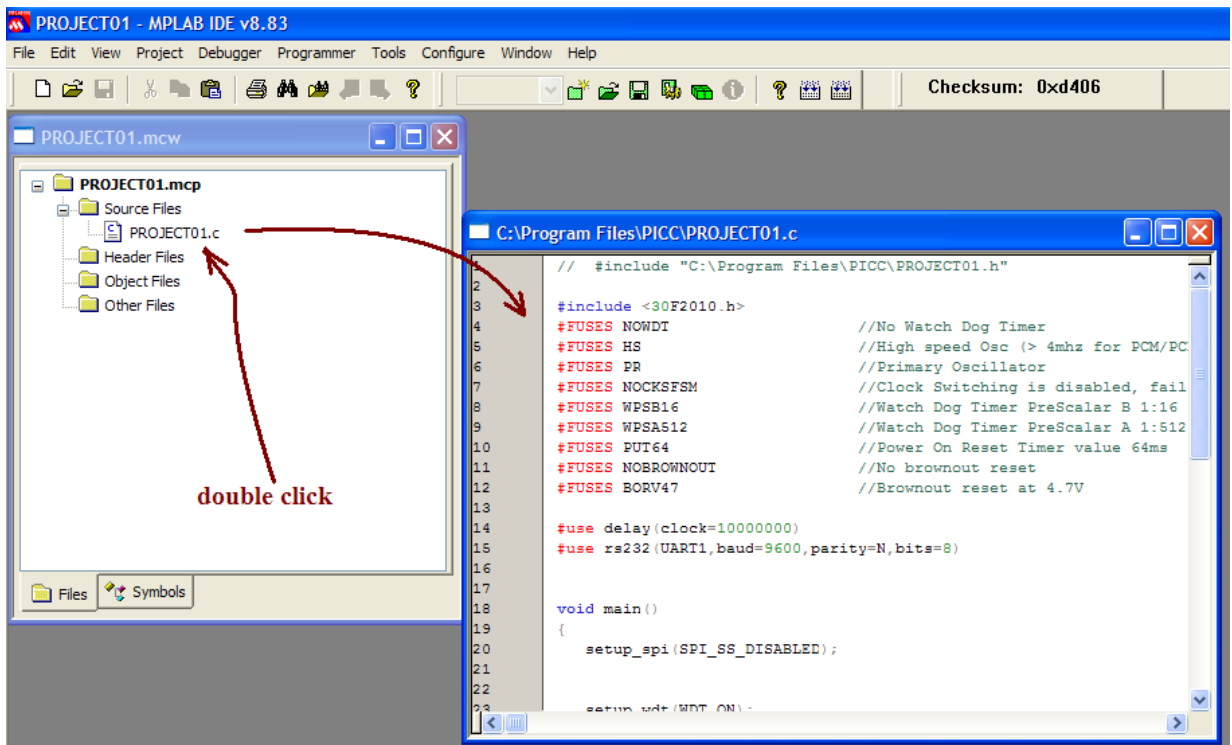 PROJECT01 - MPLAB IDE v8.83
File Edit View Project Debugger Programmer Tools Configure Window Help
Checksum: 0xd406
PROJECT01.mcw
PROJECT01.mcp
Source Files
PROJECT01.c
Header Files
Object Files
Other Files
double click
Files Symbols
C:\Program Files\PICC\PROJECT01.c
1 // #include "C:\Program Files\PICC\PROJECT01.h"
2
3 #include <30F2010.h>
4 #FUSES NOWDT //No Watch Dog Timer
5 #FUSES HS //High speed Osc (> 4mhz for PCM/PC
6 #FUSES PR //Primary Oscillator
7 #FUSES NOCKSFSM //Clock Switching is disabled, fail
8 #FUSES WPSB16 //Watch Dog Timer PreScalar B 1:16
9 #FUSES WPSA512 //Watch Dog Timer PreScalar A 1:512
10 #FUSES PUT64 //Power On Reset Timer value 64ms
11 #FUSES NOBROWNOUT //No brownout reset
12 #FUSES BORV47 //Brownout reset at 4.7V
13
14 #use delay(clock=10000000)
15 #use rs232(UART1,baud=9600,parity=N,bits=8)
16
17
18 void main()
19 {
20 setup_spi(SPI_SS_DISABLED);
21
22
23 setup_wdt(WDT_ON);